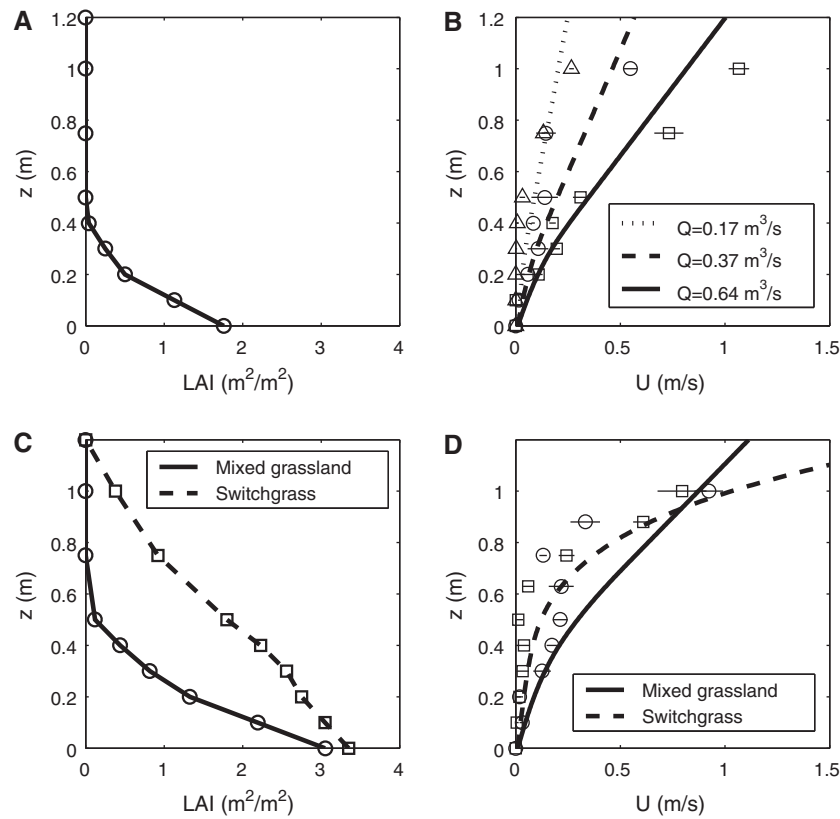 A
1.2
1
0.8
0.6
0.4
0.2
0
z (m)
0 1 2 3 4
LAI (m²/m²)
B
1.2
1
0.8
0.6
0.4
0.2
0
z (m)
Q=0.17 m³/s
Q=0.37 m³/s
Q=0.64 m³/s
0 0.5 1 1.5
U (m/s)
C
1
0.8
0.6
0.4
0.2
0
z (m)
Mixed grassland
Switchgrass
0 1 2 3 4
LAI (m²/m²)
D
1
0.8
0.6
0.4
0.2
0
z (m)
Mixed grassland
Switchgrass
0 0.5 1 1.5
U (m/s)